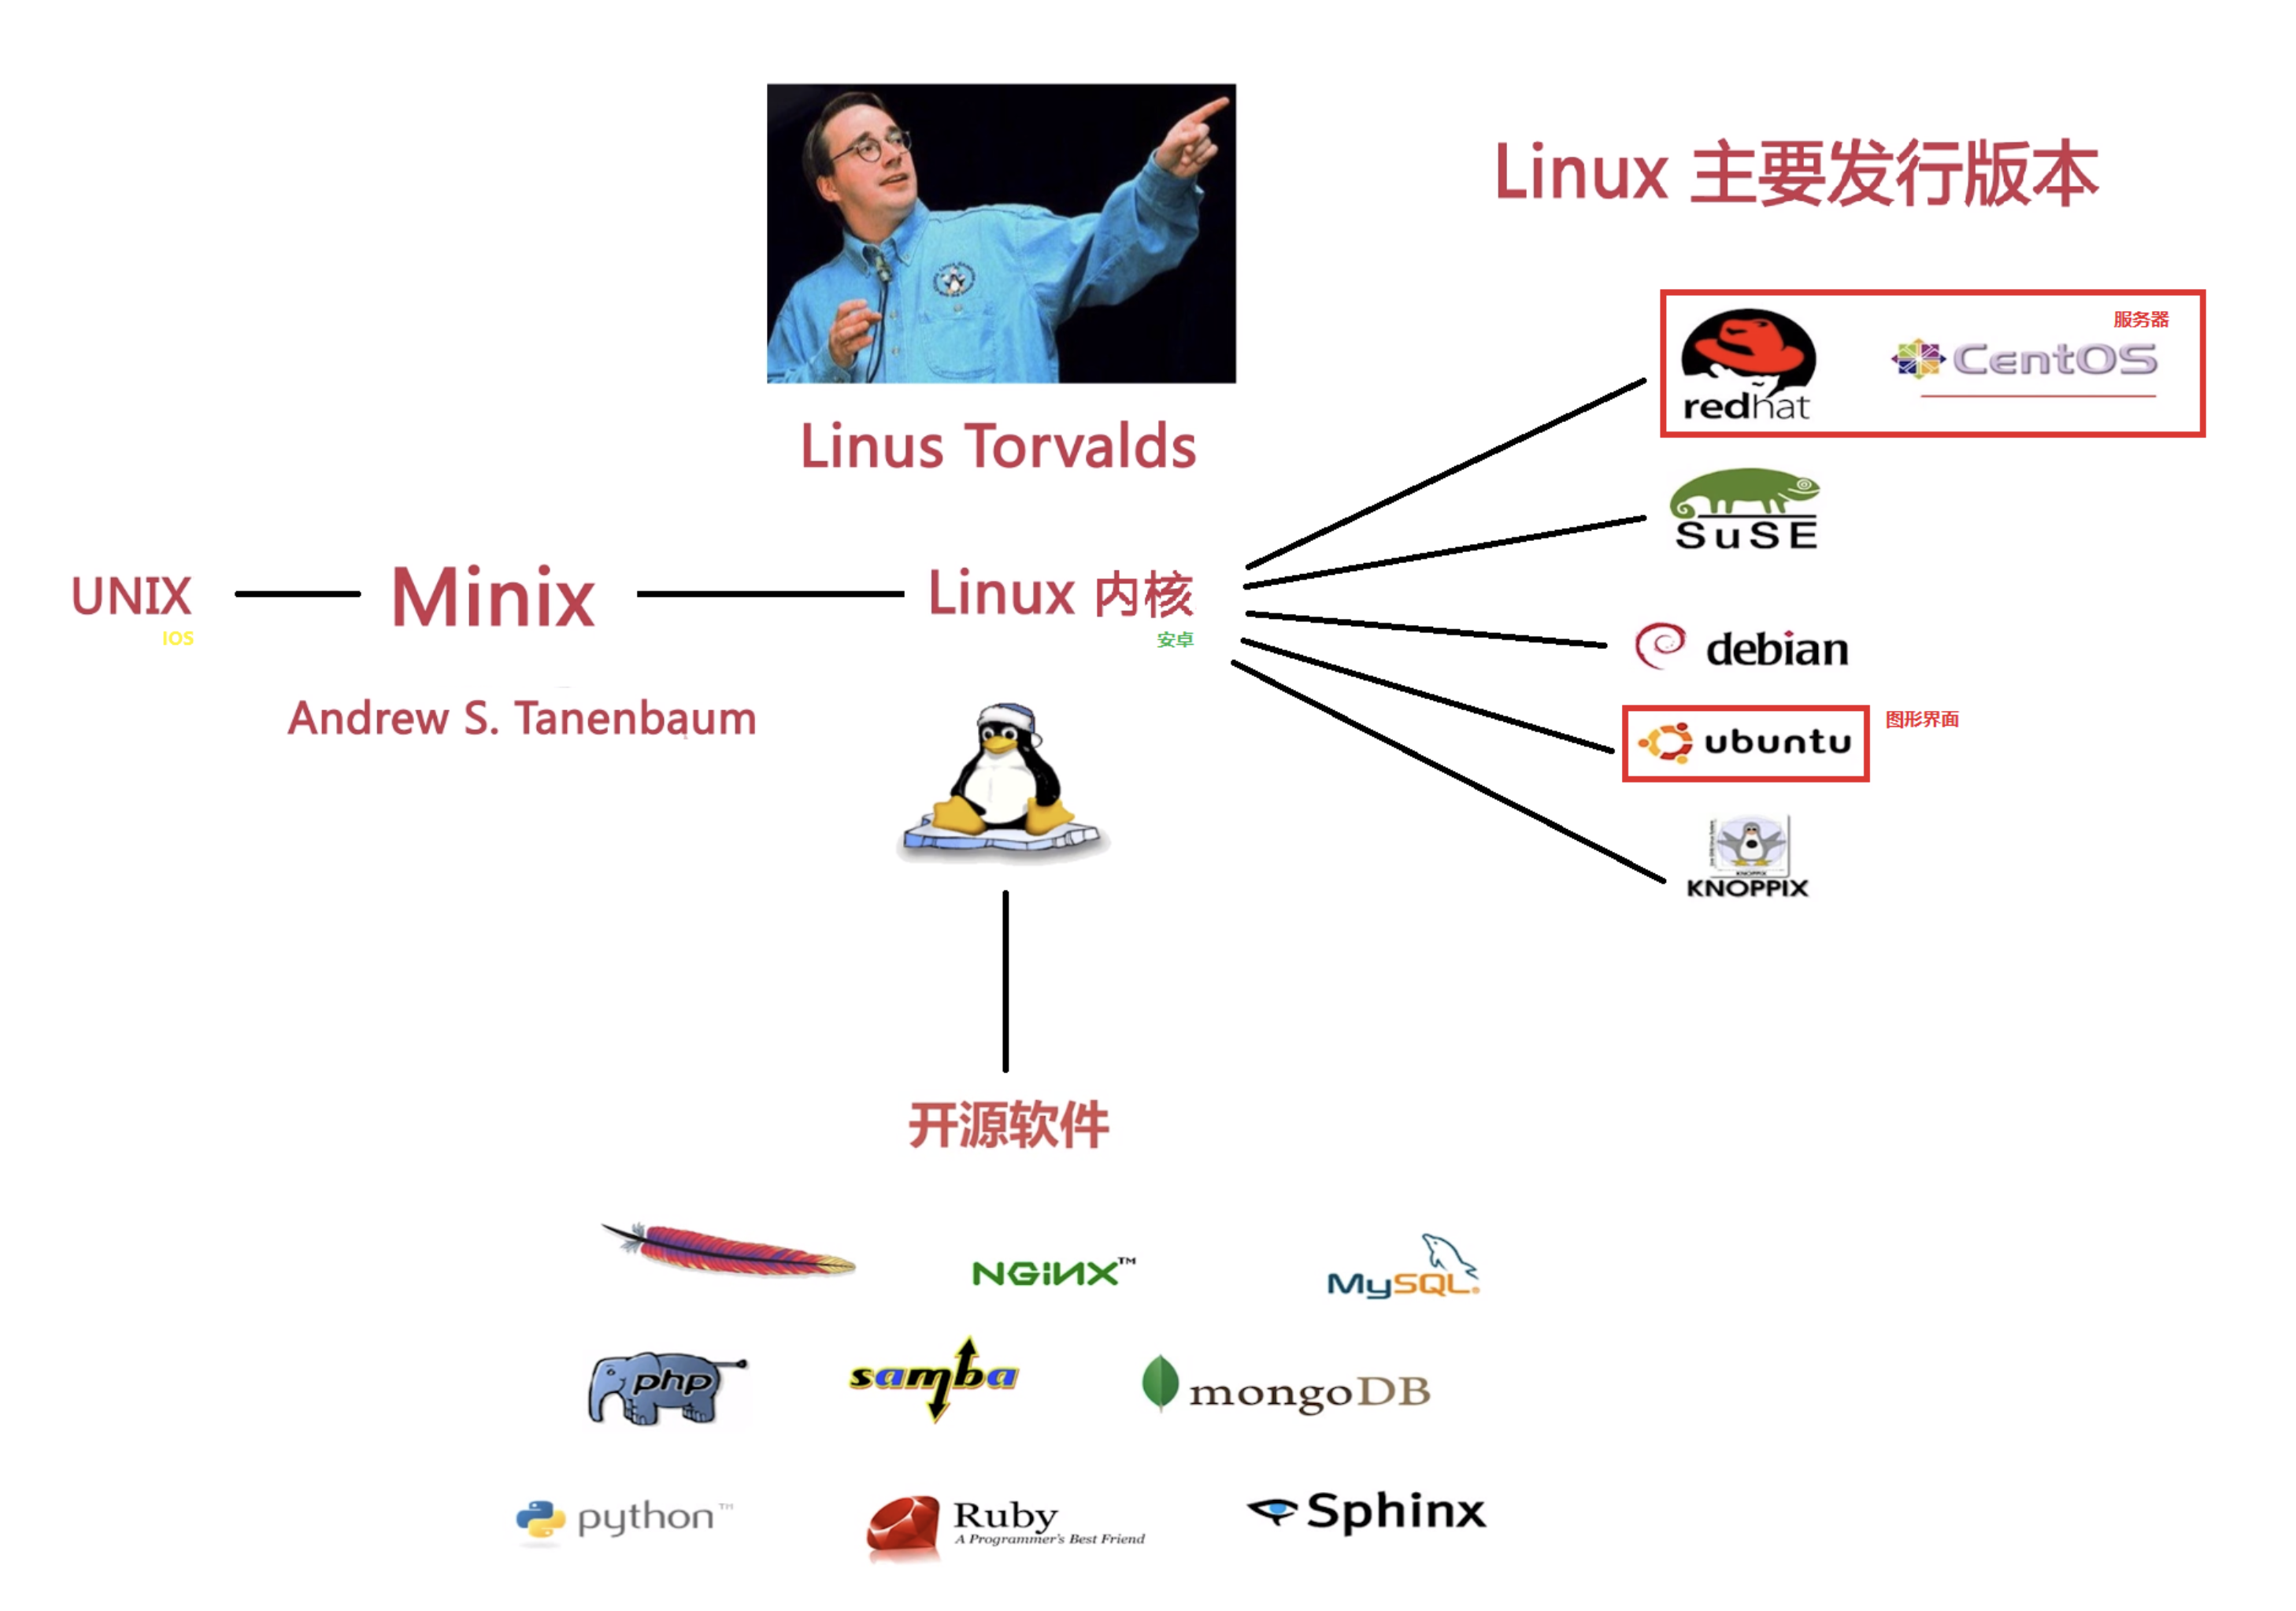 Linux 主要发行版本
服务器
redhat
CentOS
Linus Torvalds
SuSE
UNIX
Minix
Linux 内核
IOS
安卓
debian
Andrew S. Tanenbaum
图形界面
ubuntu
KNOPPIX
KNOPPIX
开源软件
NGiNX™
MySQL®
php
samba
mongoDB
python™
Ruby
A Programmer's Best Friend
Sphinx